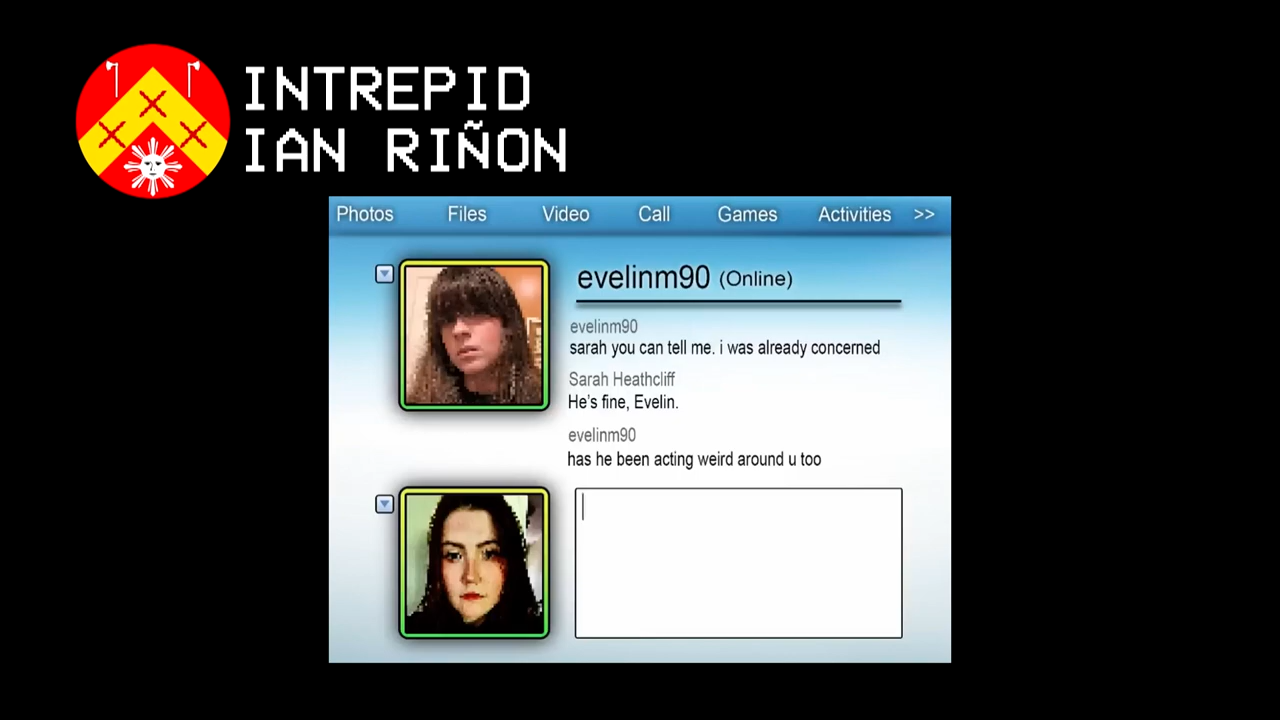 INTREPID
IAN RIÑON
Photos Files Video Call Games Activities >>
evelinm90 (Online)
evelinm90
sarah you can tell me. i was already concerned
Sarah Heathcliff
He's fine, Evelin.
evelinm90
has he been acting weird around u too